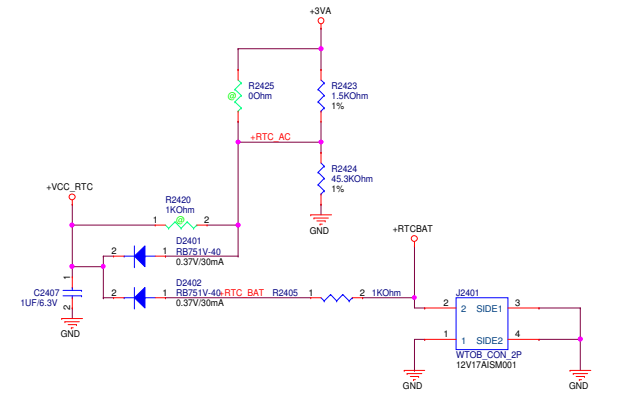 +3VA
R2425
0Ohm
@
R2423
1.5KOhm
1%
+RTC_AC
R2424
45.3KOhm
1%
GND
+VCC_RTC
R2420
1KOhm
@
1
2
+RTCBAT
D2401
2
1
RB751V-40
0.37V/30mA
D2402
2
1
RB751V-40
+RTC_BAT
R2405
1
2
1KOhm
0.37V/30mA
1
C2407
1UF/6.3V
2
GND
J2401
2
2
SIDE1
3
1
1
SIDE2
4
WTOB_CON_2P
12V17AISM001
GND
GND